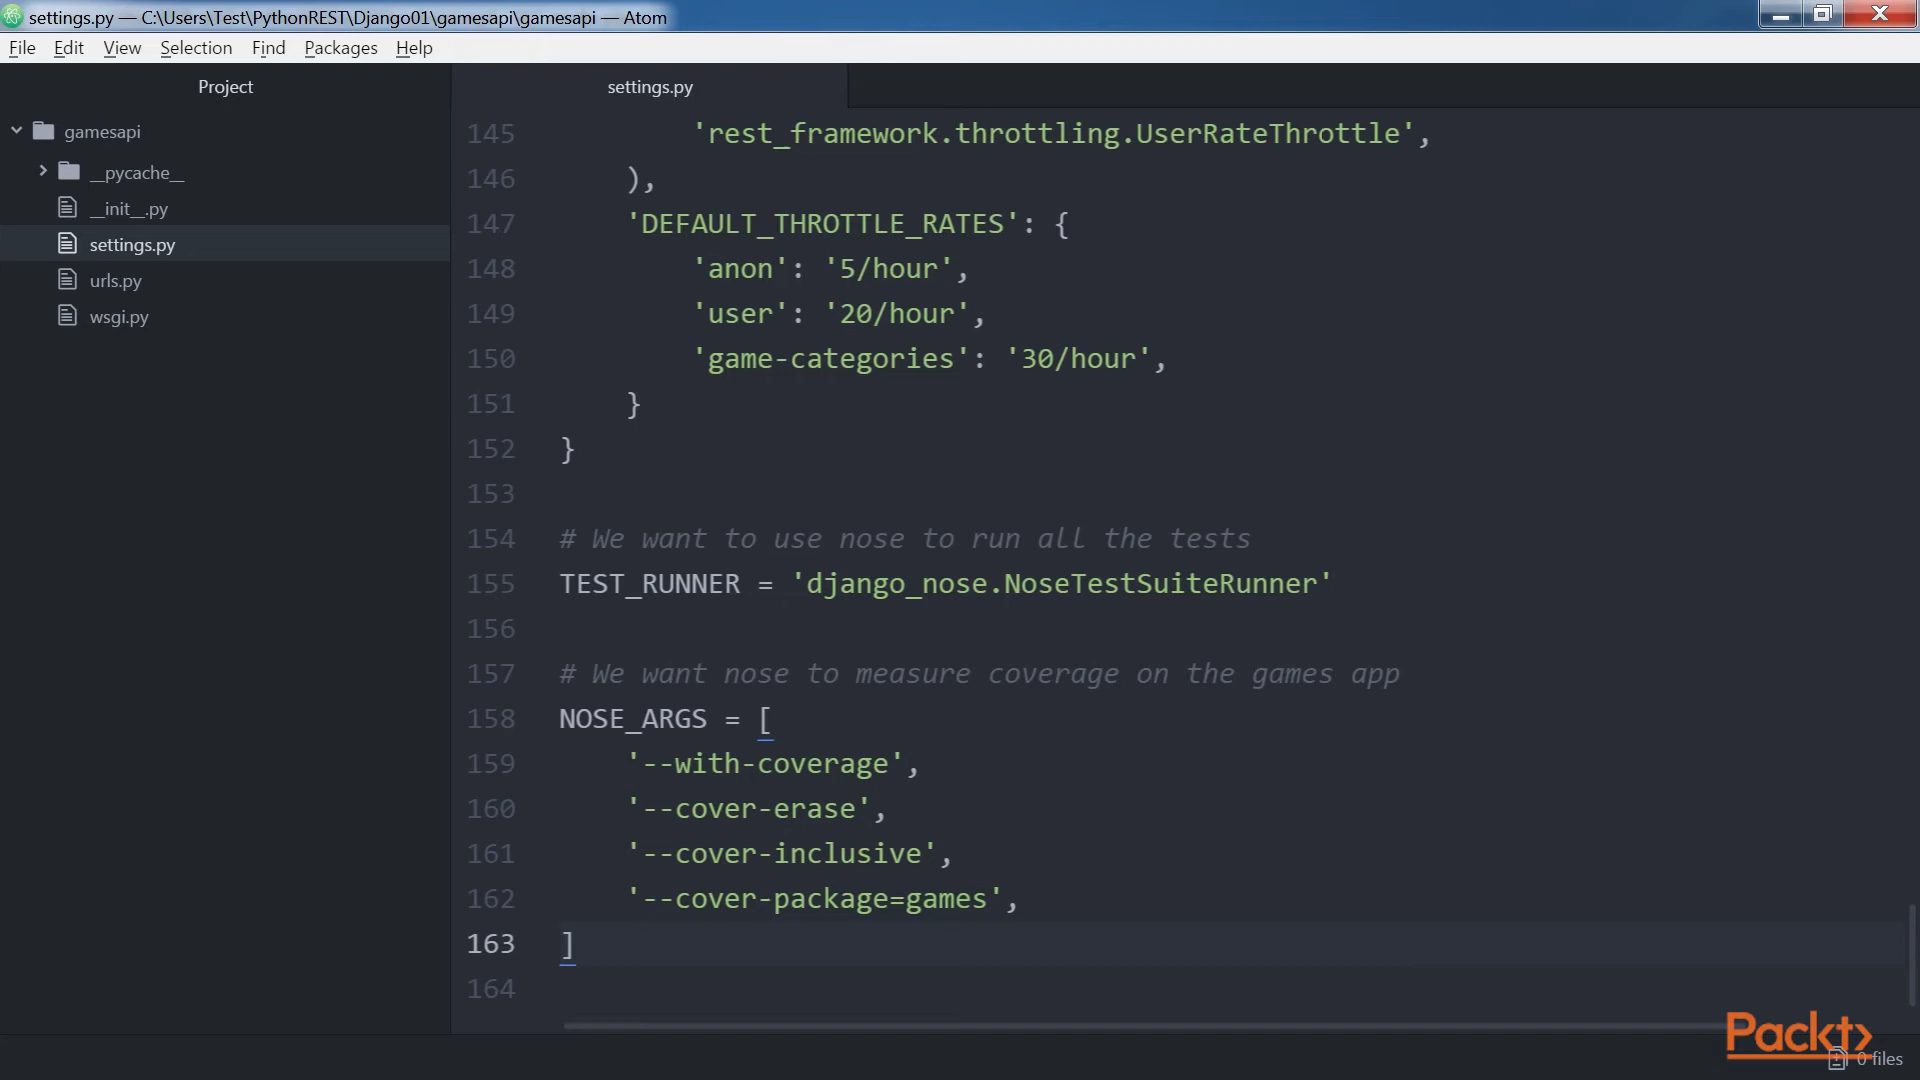 settings.py — C:\Users\Test\PythonREST\Django01\gamesapi\gamesapi — Atom
File Edit View Selection Find Packages Help
Project
settings.py
gamesapi
__pycache__
__init__.py
settings.py
urls.py
wsgi.py
145 'rest_framework.throttling.UserRateThrottle',
146 ),
147 'DEFAULT_THROTTLE_RATES': {
148 'anon': '5/hour',
149 'user': '20/hour',
150 'game-categories': '30/hour',
151 }
152 }
153
154 # We want to use nose to run all the tests
155 TEST_RUNNER = 'django_nose.NoseTestSuiteRunner'
156
157 # We want nose to measure coverage on the games app
158 NOSE_ARGS = [
159 '--with-coverage',
160 '--cover-erase',
161 '--cover-inclusive',
162 '--cover-package=games',
163 ]
164
Packt>
0 files